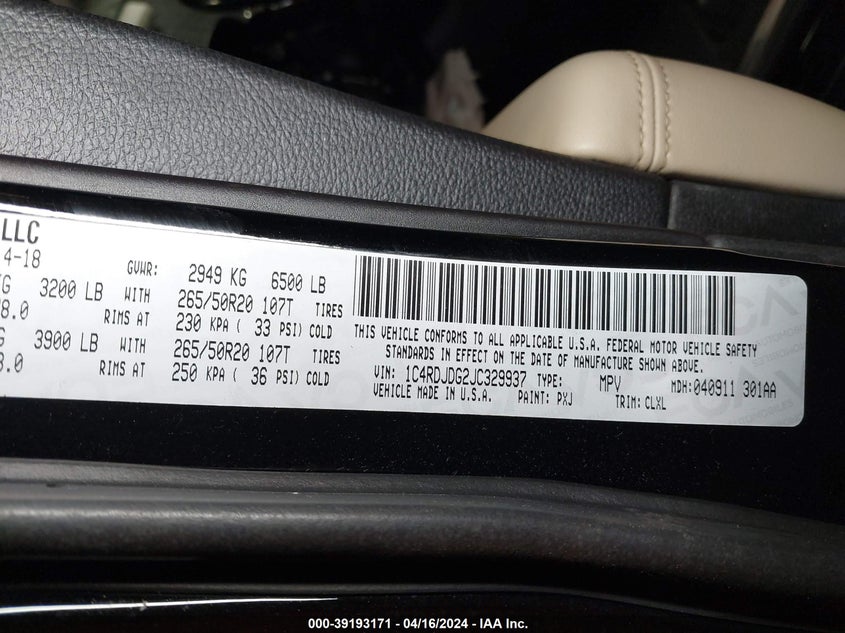 LLC
4-18
GVWR: 2949 KG 6500 LB
3200 LB WITH 265/50R20 107T TIRES
8.0 RIMS AT 230 KPA ( 33 PSI) COLD
3900 LB WITH 265/50R20 107T TIRES
8.0 RIMS AT 250 KPA ( 36 PSI) COLD
THIS VEHICLE CONFORMS TO ALL APPLICABLE U.S.A. FEDERAL MOTOR VEHICLE SAFETY
STANDARDS IN EFFECT ON THE DATE OF MANUFACTURE SHOWN ABOVE.
VIN: 1C4RDJDG2JC329937 TYPE: MPV MDH:040911 301AA
VEHICLE MADE IN U.S.A. PAINT: PXJ TRIM: CLXL
000-39193171 / 04/16/2024 - IAA Inc.